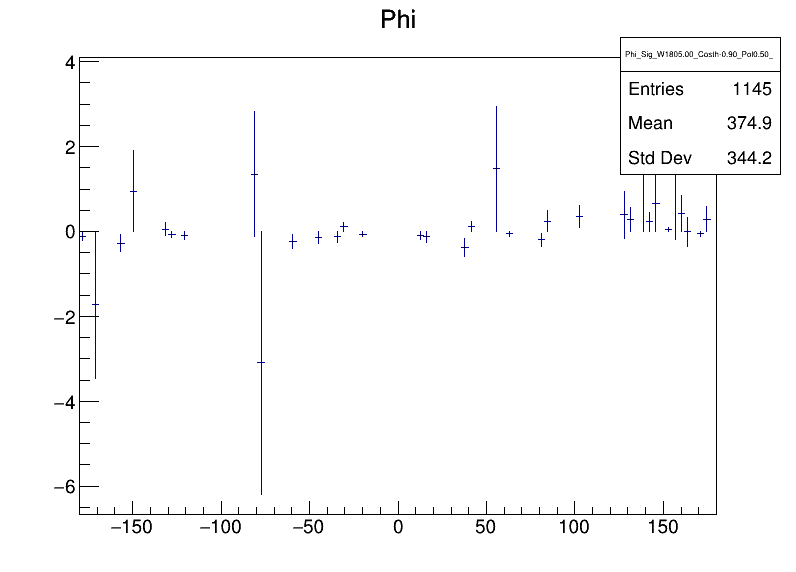 Phi
Phi_Sig_W1805.00_Costh-0.90_Pol0.50_
Entries 1145
Mean 374.9
Std Dev 344.2
4
2
0
−2
−4
−6
−150 −100 −50 0 50 100 150